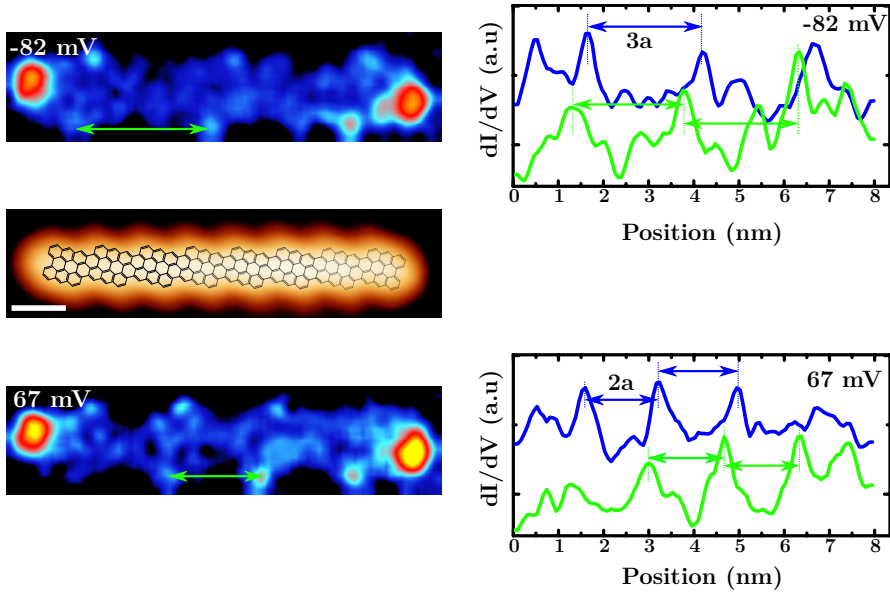 -82 mV
67 mV
-82 mV
3a
dI/dV (a.u)
0 1 2 3 4 5 6 7 8
Position (nm)
67 mV
2a
dI/dV (a.u)
0 1 2 3 4 5 6 7 8
Position (nm)